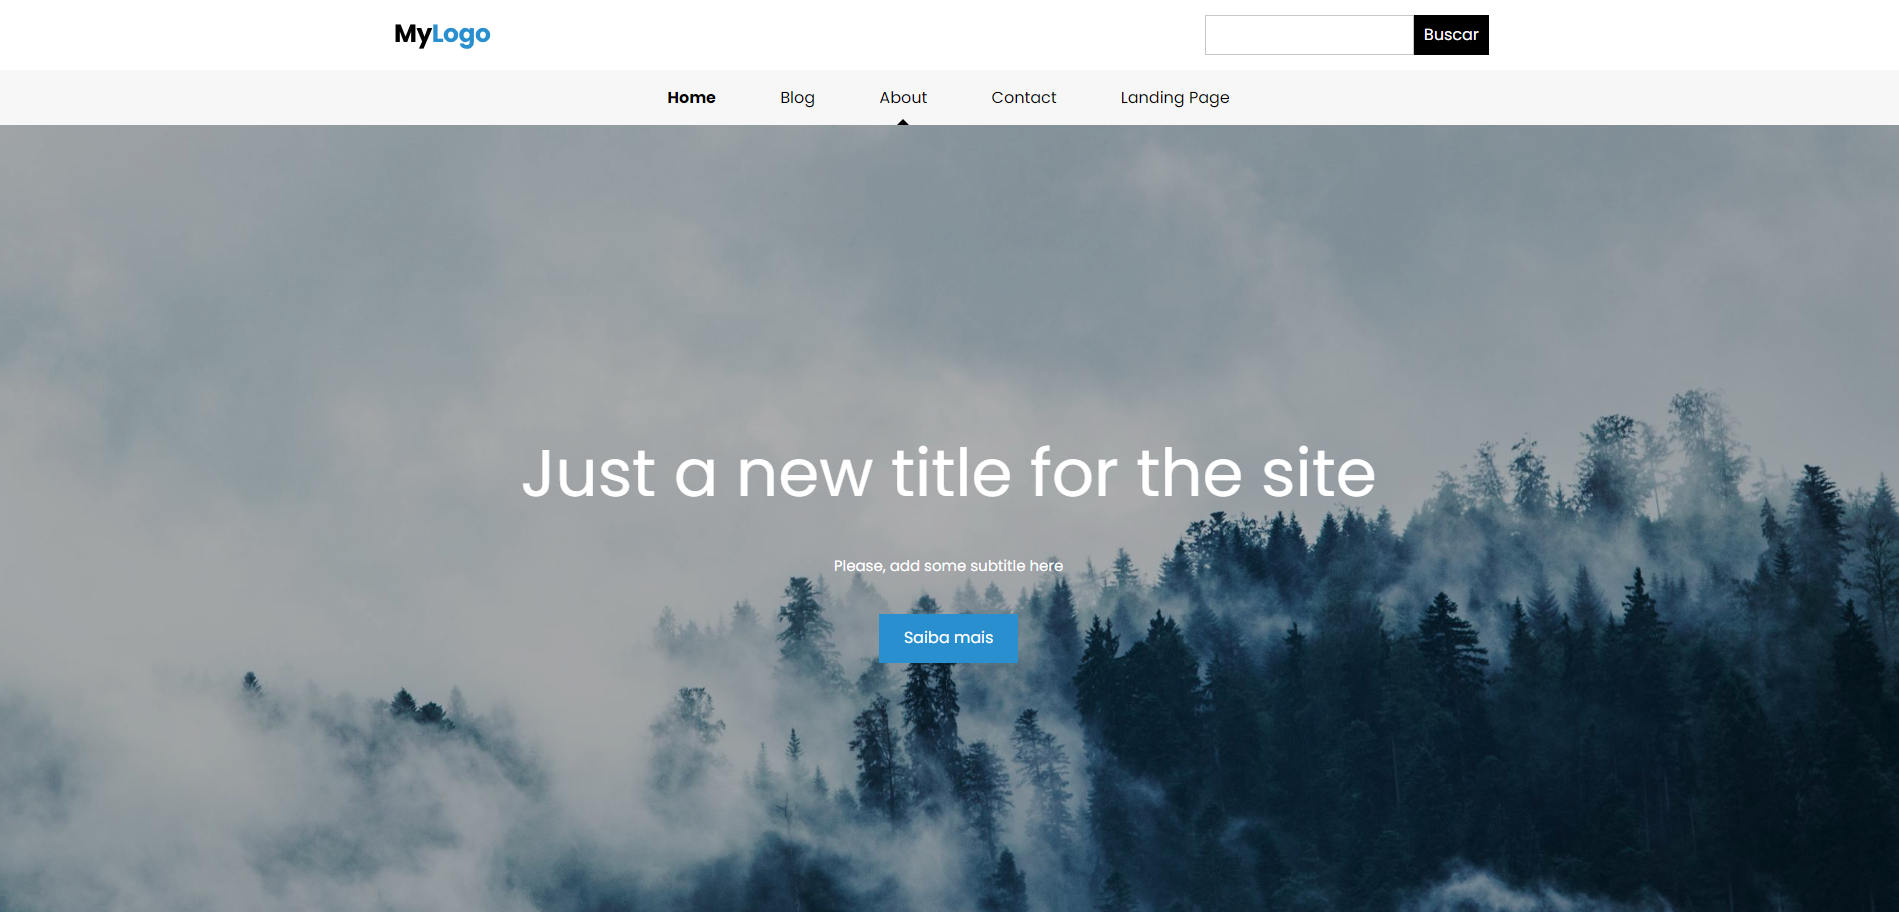 MyLogo
Buscar
Home Blog About Contact Landing Page
Just a new title for the site
Please, add some subtitle here
Saiba mais